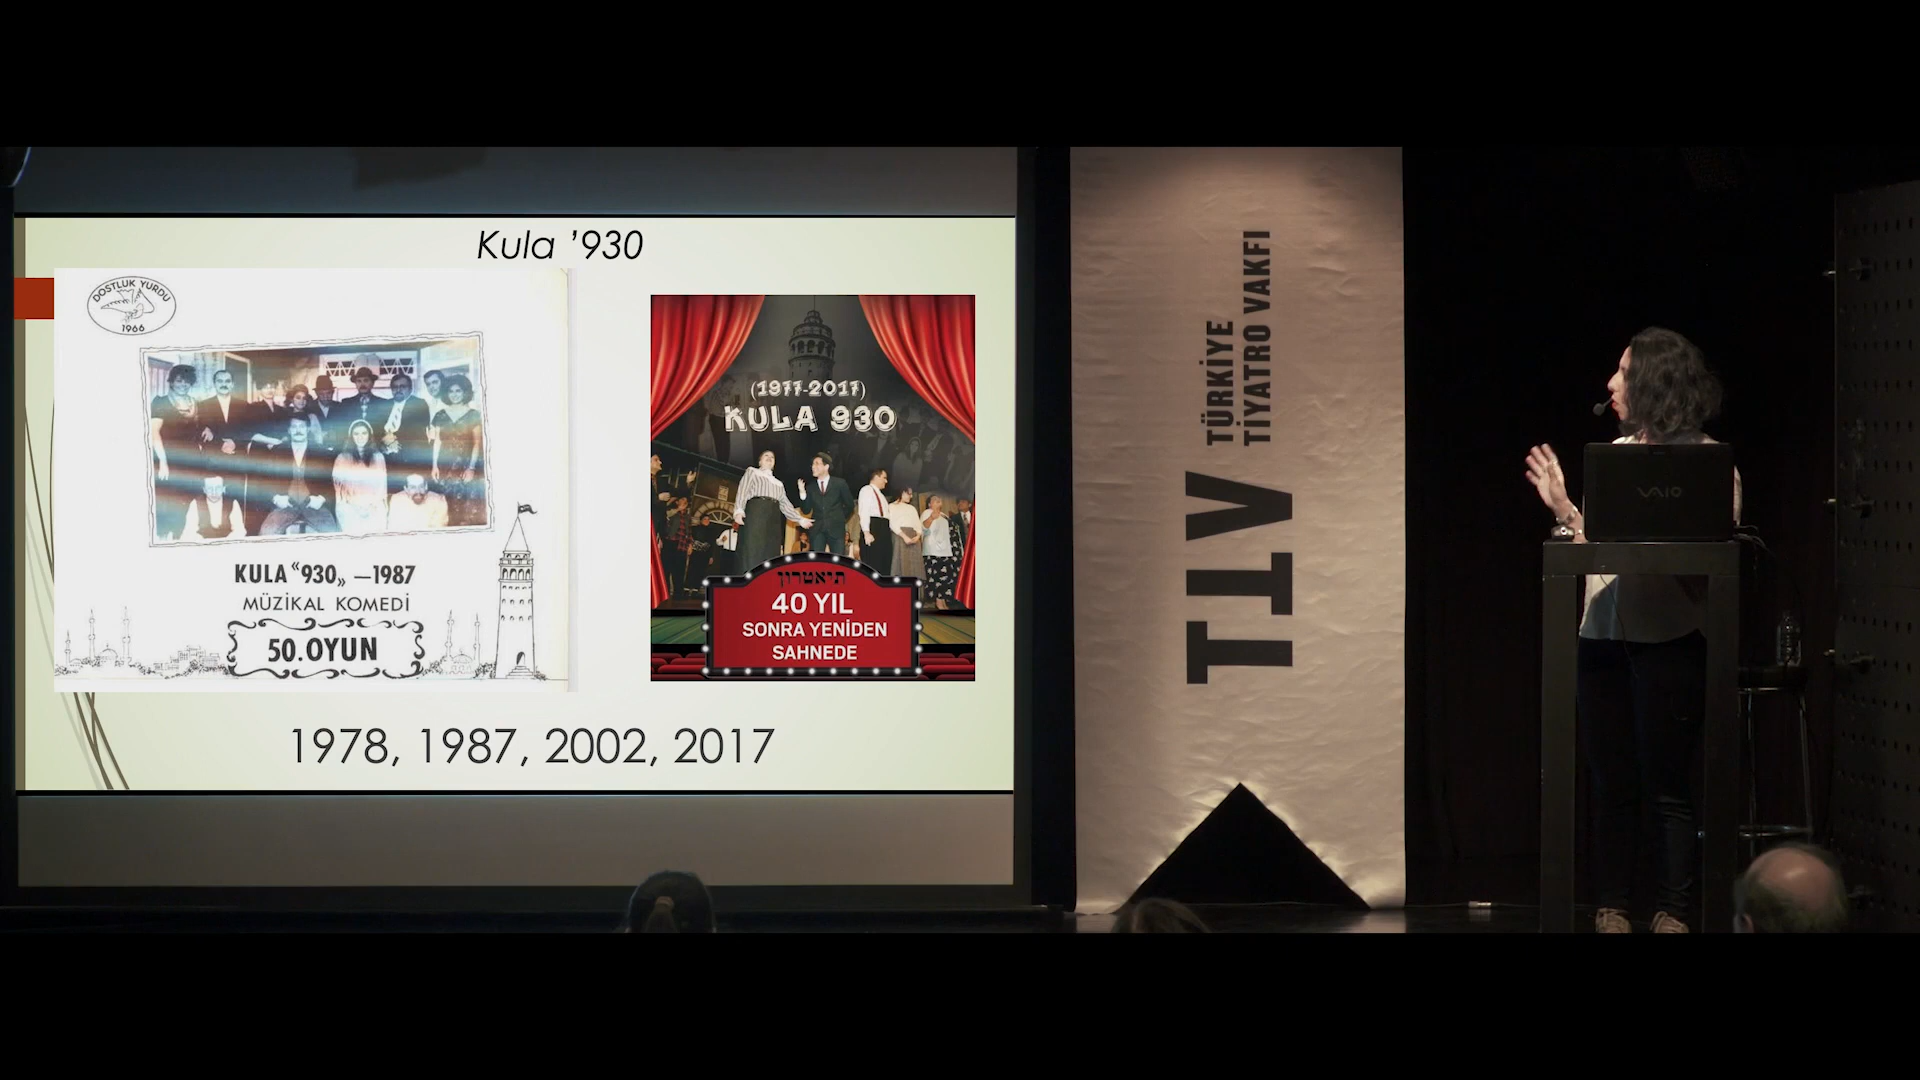 Kula ’930
DOSTLUK YURDU
1966
KULA “930„ —1987
MÜZİKAL KOMEDİ
50.OYUN
(1977-2017)
KULA 930
תיאטרון
40 YIL
SONRA YENİDEN
SAHNEDE
1978, 1987, 2002, 2017
TÜRKİYE
TİYATRO VAKFI
TTV
VAIO